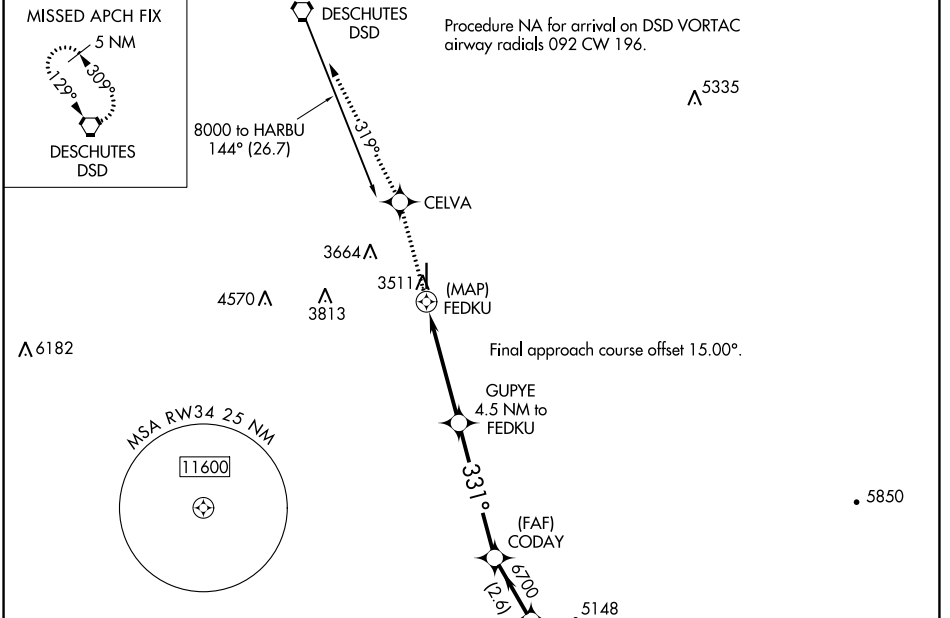 MISSED APCH FIX
5 NM
309°
129°
DESCHUTES
DSD
DESCHUTES
DSD
Procedure NA for arrival on DSD VORTAC
airway radials 092 CW 196.
5335
8000 to HARBU
144° (26.7)
319°
CELVA
3664
3511
(MAP)
FEDKU
4570
3813
6182
Final approach course offset 15.00°.
GUPYE
4.5 NM to
FEDKU
MSA RW34 25 NM
11600
331°
5850
(FAF)
CODAY
6700
(2.6)
5148